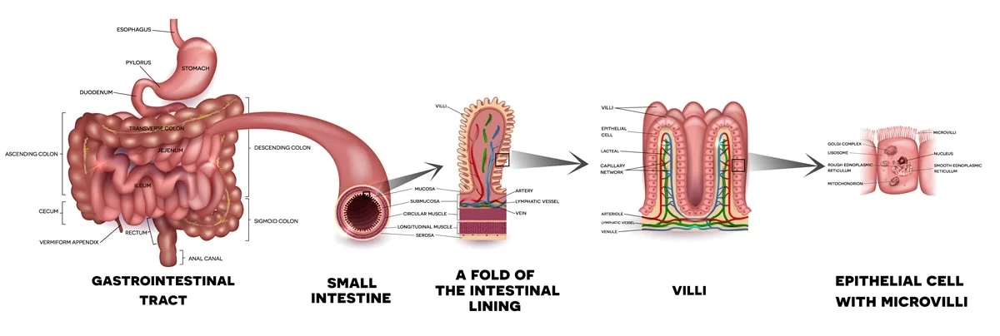 ESOPHAGUS
PYLORUS
STOMACH
DUODENUM
TRANSVERSE COLON
JEJENUM
ASCENDING COLON
DESCENDING COLON
ILEUM
CECUM
SIGMOID COLON
RECTUM
VERMIFORM APPENDIX
ANAL CANAL
GASTROINTESTINAL
TRACT
SMALL
INTESTINE
VILLI
MUCOSA
SUBMUCOSA
CIRCULAR MUSCLE
LONGITUDINAL MUSCLE
SEROSA
ARTERY
LYMPHATIC VESSEL
VEIN
A FOLD OF
THE INTESTINAL
LINING
VILLI
EPITHELIAL
CELL
LACTEAL
CAPILLARY
NETWORK
ARTERIOLE
LYMPHATIC VESSEL
VENULE
VILLI
MICROVILLI
GOLGI COMPLEX
LISOSOME
ROUGH EDNOPLASMIC
RETICULUM
MITOCHONDRION
NUCLEUS
SMOOTH EDNOPLASMIC
RETICULUM
EPITHELIAL CELL
WITH MICROVILLI